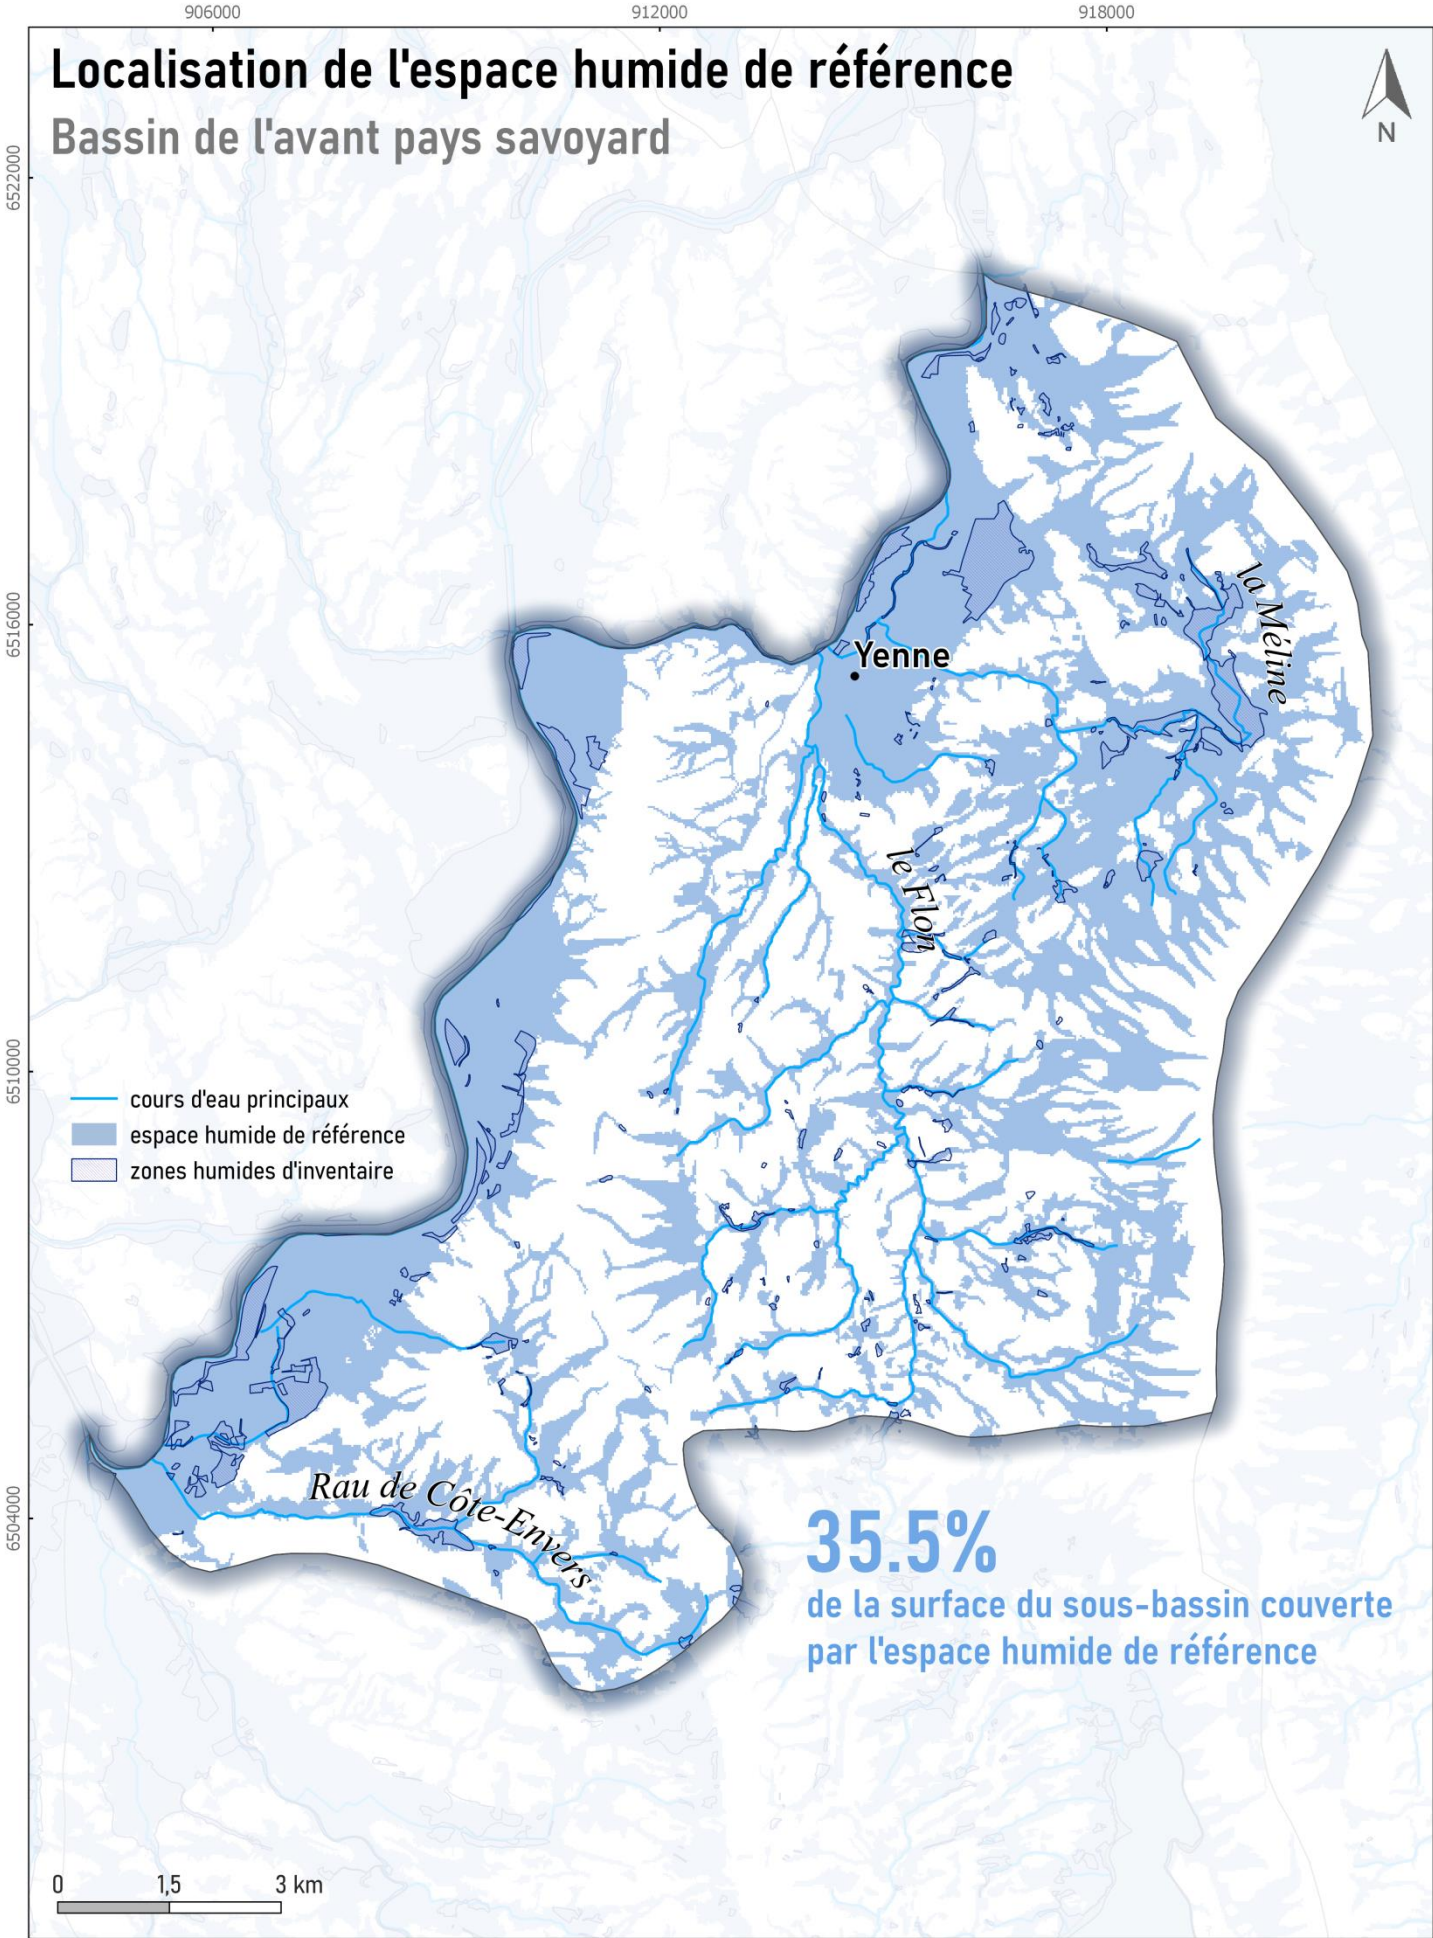 906000
912000
918000
Localisation de l'espace humide de référence
Bassin de l'avant pays savoyard
N
6522000
6516000
la Méline
Yenne
le Flon
6510000
cours d'eau principaux
espace humide de référence
zones humides d'inventaire
6504000
Rau de Côte-Envers
35.5%
de la surface du sous-bassin couverte
par l'espace humide de référence
0
1,5
3 km